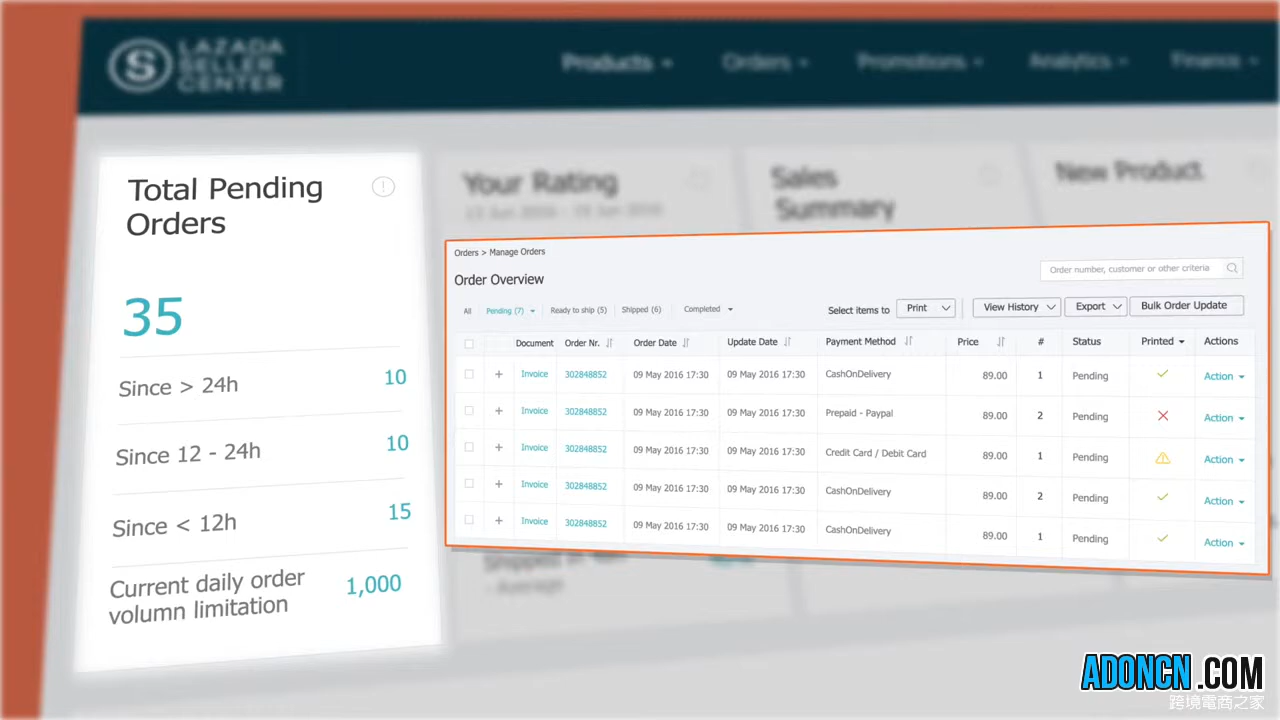 LAZADA
SELLER
CENTER
Products
Orders
Promotions
Analytics
Finance
Total Pending
Orders
35
Since > 24h 10
Since 12 - 24h 10
Since < 12h 15
Current daily order
volumn limitation 1,000
Your Rating
Sales
Summary
New Product
Orders > Manage Orders
Order Overview
Order number, customer or other criteria
All Pending (7) Ready to ship (5) Shipped (6) Completed Select items to Print View History Export Bulk Order Update
Document Order Nr. Order Date Update Date Payment Method Price # Status Printed Actions
+ Invoice 302848852 09 May 2016 17:30 09 May 2016 17:30 CashOnDelivery 89.00 1 Pending Action
+ Invoice 302848852 09 May 2016 17:30 09 May 2016 17:30 Prepaid - Paypal 89.00 2 Pending Action
+ Invoice 302848852 09 May 2016 17:30 09 May 2016 17:30 Credit Card / Debit Card 89.00 1 Pending Action
+ Invoice 302848852 09 May 2016 17:30 09 May 2016 17:30 CashOnDelivery 89.00 2 Pending Action
+ Invoice 302848852 09 May 2016 17:30 09 May 2016 17:30 CashOnDelivery 89.00 1 Pending Action
- Average
ADONCN.COM
跨境電商之家